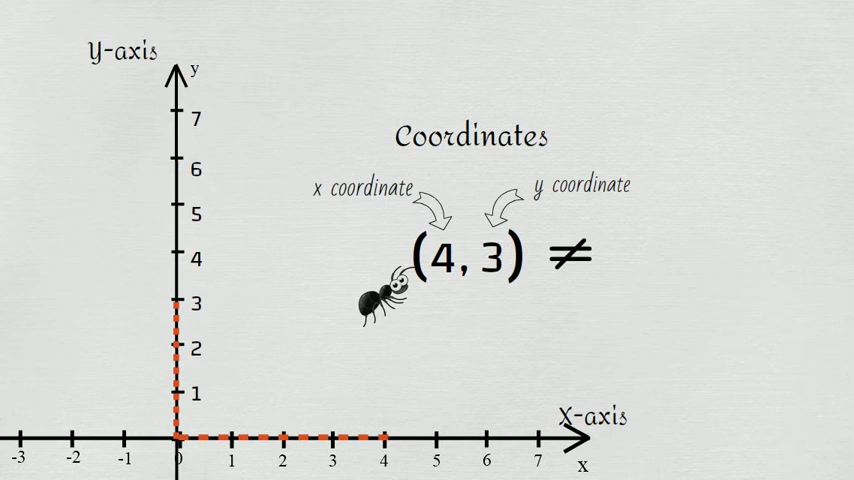 Y-axis
y
7
Coordinates
6
x coordinate
y coordinate
5
4
(4, 3) ≠
3
2
1
X-axis
-3 -2 -1 0 1 2 3 4 5 6 7
x